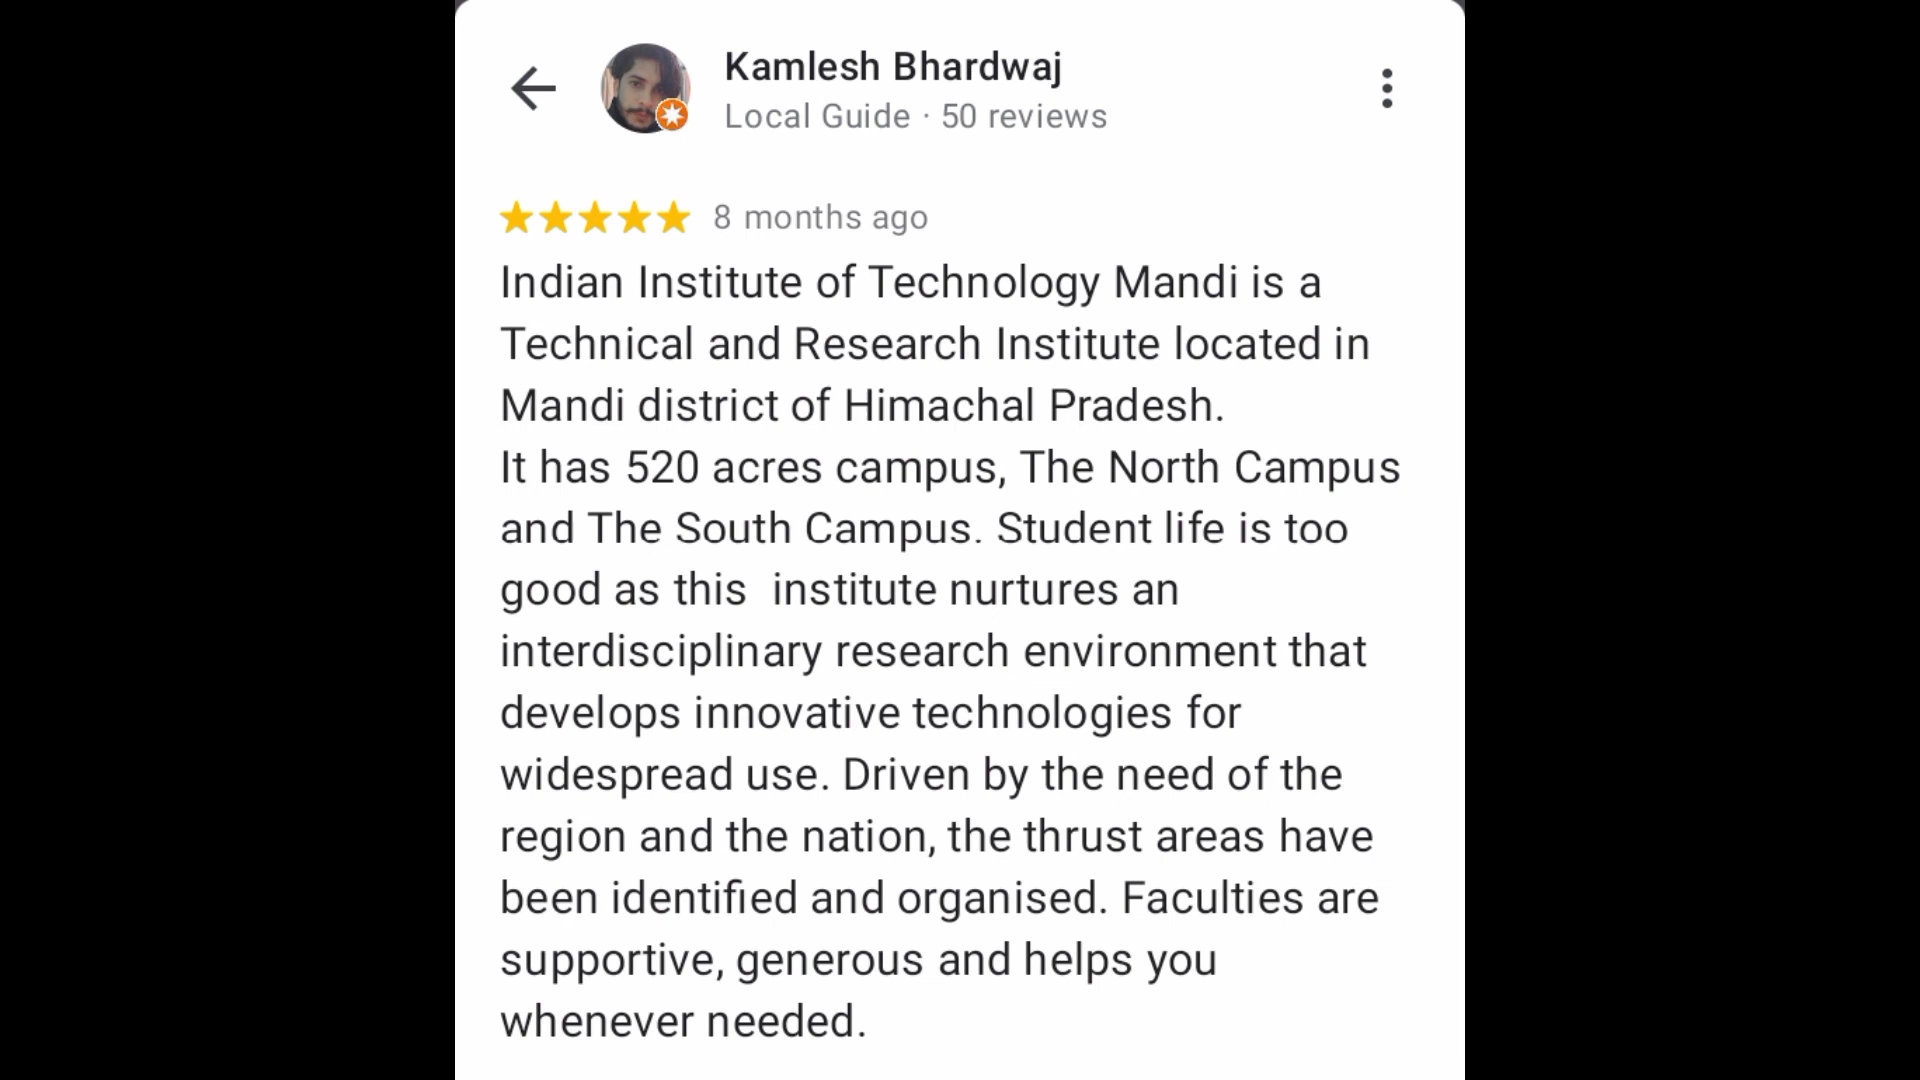 Kamlesh Bhardwaj
Local Guide · 50 reviews
8 months ago
Indian Institute of Technology Mandi is a
Technical and Research Institute located in
Mandi district of Himachal Pradesh.
It has 520 acres campus, The North Campus
and The South Campus. Student life is too
good as this  institute nurtures an
interdisciplinary research environment that
develops innovative technologies for
widespread use. Driven by the need of the
region and the nation, the thrust areas have
been identified and organised. Faculties are
supportive, generous and helps you
whenever needed.